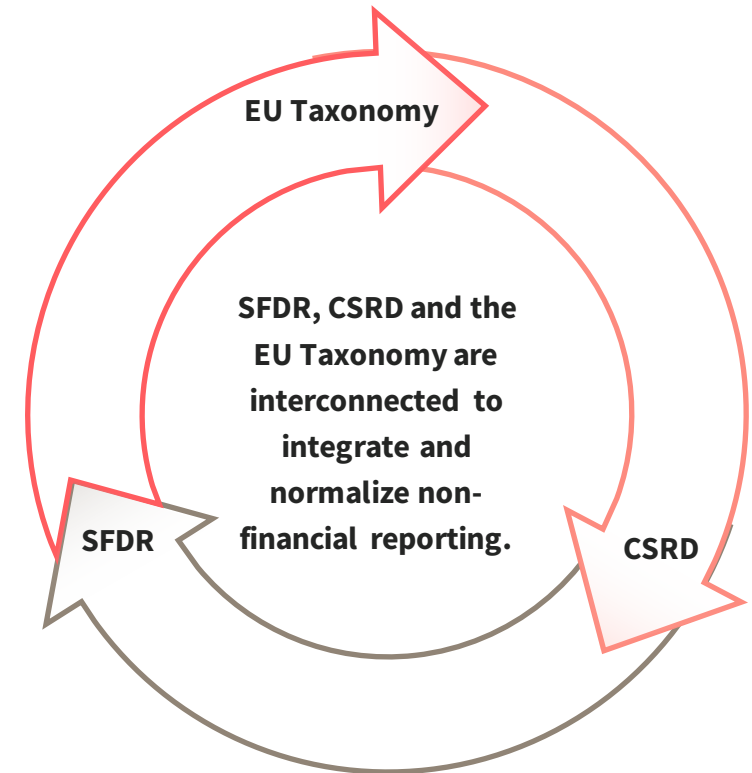 EU Taxonomy
SFDR, CSRD and the
EU Taxonomy are
interconnected to
integrate and
normalize non-
financial reporting.
SFDR
CSRD